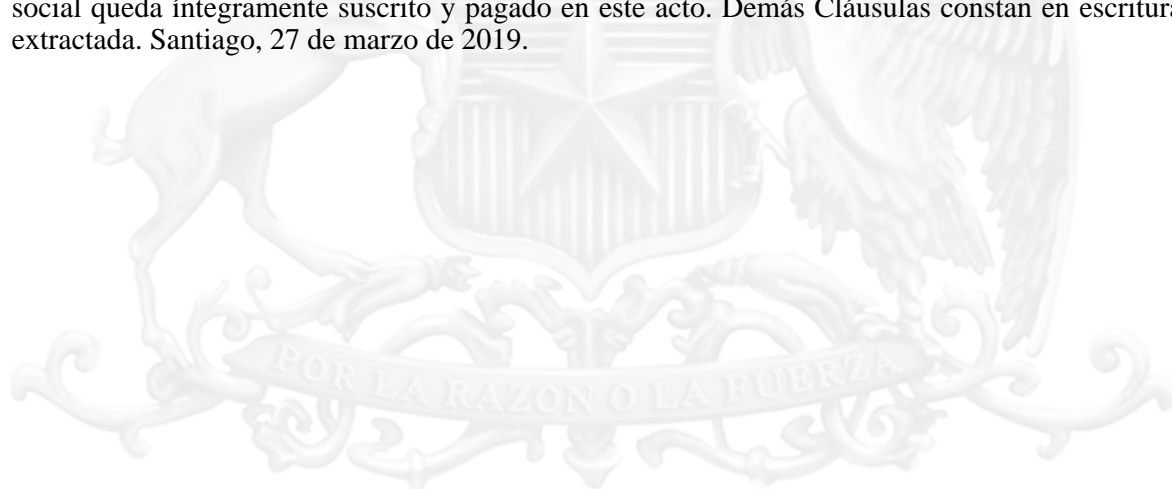 social queda íntegramente suscrito y pagado en este acto. Demás Cláusulas constan en escritura
extractada. Santiago, 27 de marzo de 2019.
POR LA RAZON O LA FUERZA